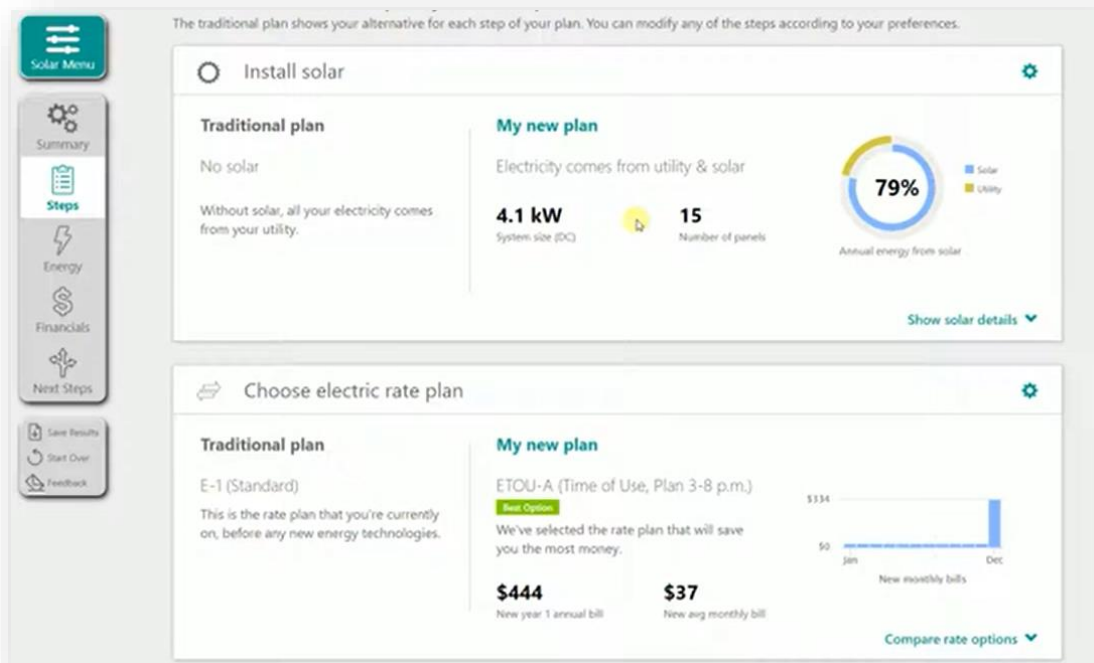 The traditional plan shows your alternative for each step of your plan. You can modify any of the steps according to your preferences.
Solar Menu
Summary
Steps
Energy
Financials
Next Steps
Save Results
Start Over
Feedback
Install solar
Traditional plan
No solar
Without solar, all your electricity comes
from your utility.
My new plan
Electricity comes from utility & solar
4.1 kW
System size (DC)
15
Number of panels
79%
Solar
Utility
Annual energy from solar
Show solar details
Choose electric rate plan
Traditional plan
E-1 (Standard)
This is the rate plan that you're currently
on, before any new energy technologies.
My new plan
ETOU-A (Time of Use, Plan 3-8 p.m.)
Best Option
We've selected the rate plan that will save
you the most money.
$444
New year 1 annual bill
$37
New avg monthly bill
$334
$0
Jan
Dec
New monthly bills
Compare rate options